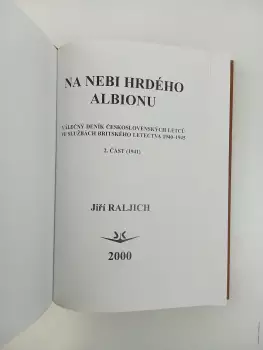 NA NEBI HRDÉHO
ALBIONU
VÁLEČNÝ DENÍK ČESKOSLOVENSKÝCH LETCŮ
VE SLUŽBÁCH BRITSKÉHO LETECTVA 1940-1945
2. ČÁST (1941)
Jiří RAJLICH
2000